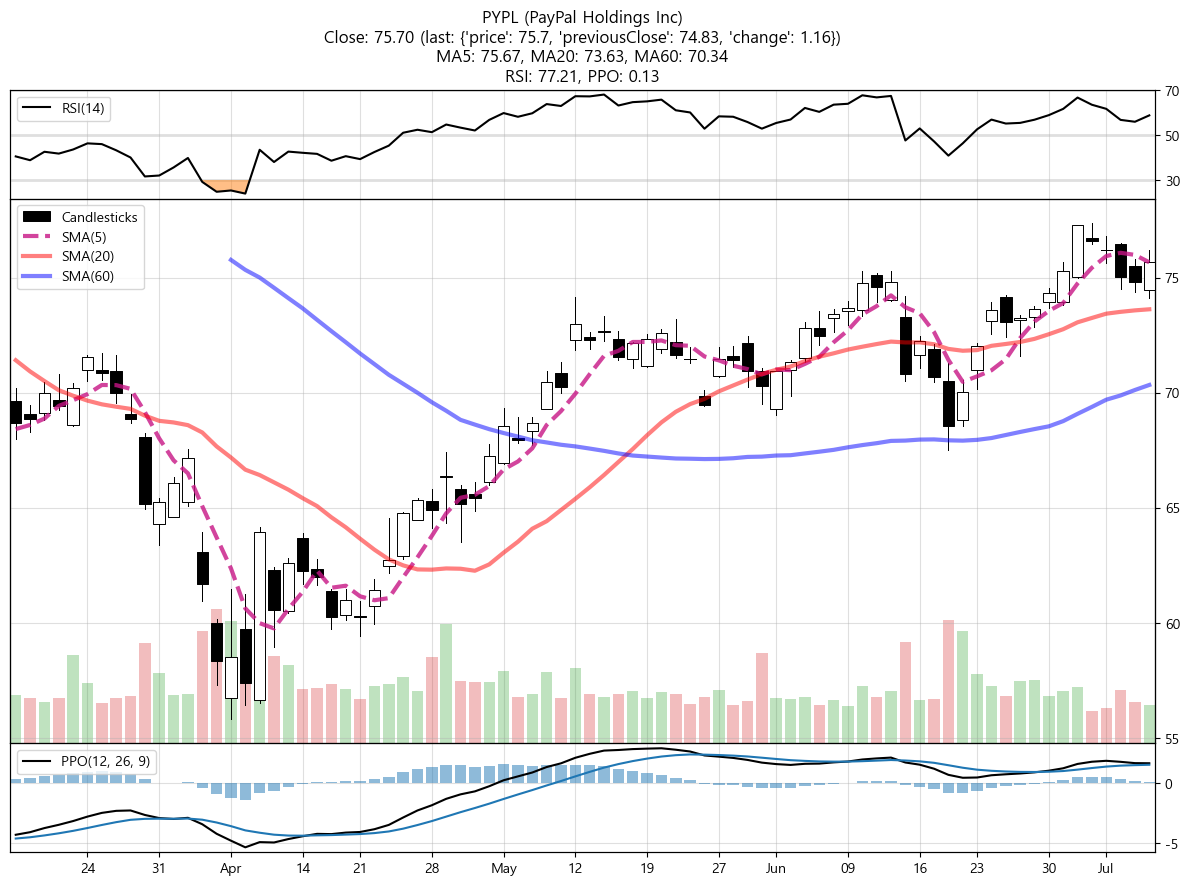 PYPL (PayPal Holdings Inc)
Close: 75.70 (last: {'price': 75.7, 'previousClose': 74.83, 'change': 1.16})
MA5: 75.67, MA20: 73.63, MA60: 70.34
RSI: 77.21, PPO: 0.13
RSI(14)
70
50
30
Candlesticks
SMA(5)
SMA(20)
SMA(60)
75
70
65
60
55
PPO(12, 26, 9)
0
-5
24 31 Apr 14 21 28 May 12 19 27 Jun 09 16 23 30 Jul